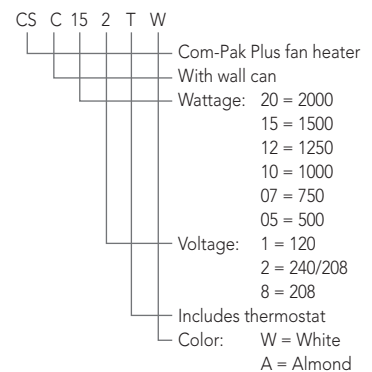 CS C 15 2 T W
Com-Pak Plus fan heater
With wall can
Wattage: 20 = 2000
15 = 1500
12 = 1250
10 = 1000
07 = 750
05 = 500
Voltage: 1 = 120
2 = 240/208
8 = 208
Includes thermostat
Color: W = White
A = Almond